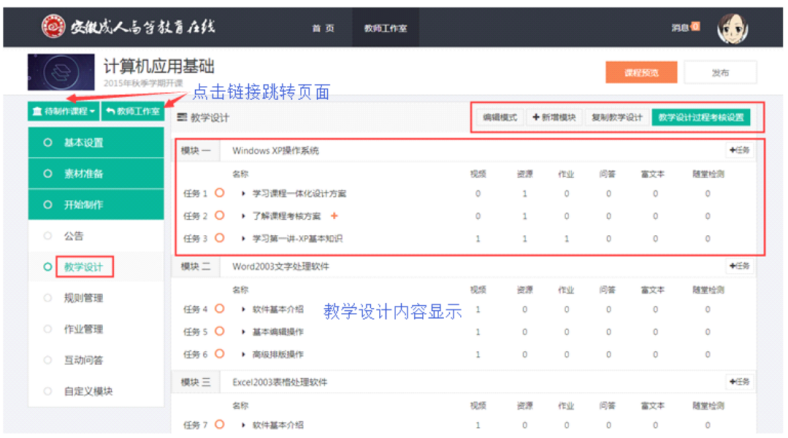 安徽成人高等教育在线 首 页 教师工作室 消息
计算机应用基础
2015年秋季学期开课
课程预览 发布
点击链接跳转页面
待制作课程 教师工作室
教学设计 编辑模式 +新增模块 复制教学设计 教学设计过程考核设置
基本设置
素材准备
开始制作
公告
教学设计
规则管理
作业管理
互动问答
自定义模块
模块 一 Windows XP操作系统 +任务
名称 视频 资源 作业 问答 富文本 随堂检测
任务 1 学习课程一体化设计方案 0 1 0 0 0 0
任务 2 了解课程考核方案 + 0 1 0 0 0 0
任务 3 学习第一讲-XP基本知识 1 1 1 0 0 0
模块 二 Word2003文字处理软件 +任务
名称 视频 资源 作业 问答 富文本 随堂检测
任务 4 软件基本介绍 1 0 0 0 0 0
教学设计内容显示
任务 5 基本编辑操作 1 0 0 0 0 0
任务 6 高级排版操作 1 0 0 0 0 0
模块 三 Excel2003表格处理软件 +任务
名称 视频 资源 作业 问答 富文本 随堂检测
任务 7 软件基本介绍 1 0 0 0 0 0